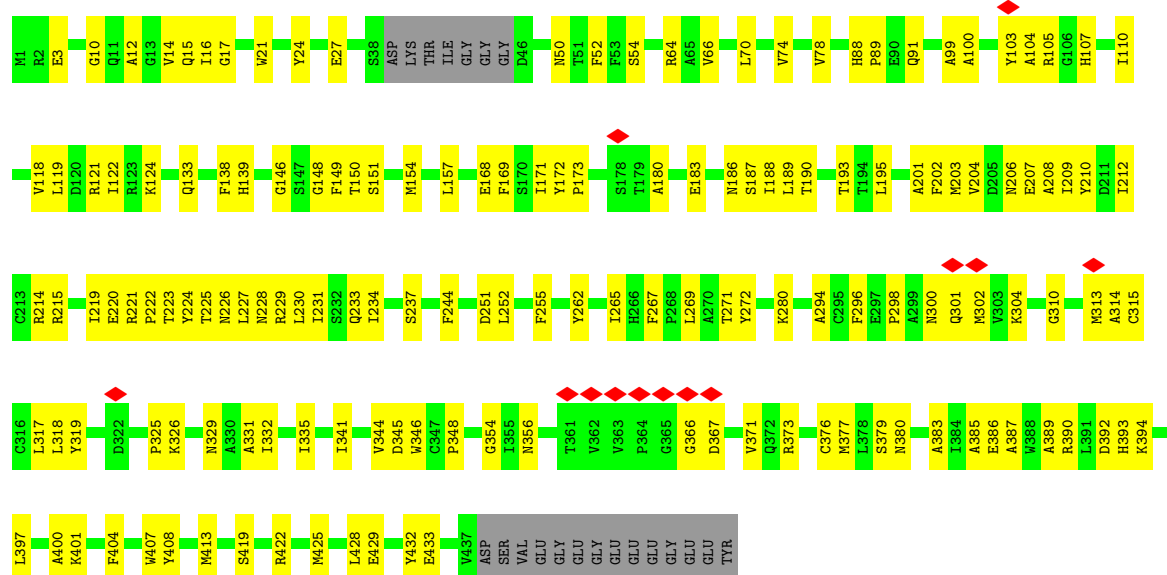 M1 R2 E3 G10 Q11 A12 G13 V14 Q15 I16 G17 W21 Y24 E27 S38 ASP LYS THR ILE GLY GLY GLY D46 N50 T51 F52 F53 S54 R64 A65 V66 L70 V74 V78 H88 P89 E90 Q91 A99 A100 Y103 A104 R105 G106 H107 I110
V118 L119 D120 R121 I122 R123 K124 Q133 F138 H139 G146 S147 G148 F149 T150 S151 M154 L157 E168 F169 S170 I171 Y172 P173 S178 T179 A180 E183 N186 S187 I188 L189 T190 T193 T194 L195 A201 F202 M203 V204 D205 N206 E207 A208 I209 Y210 D211 I212
C213 R214 R215 I219 E220 R221 P222 T223 Y224 T225 N226 L227 N228 R229 L230 I231 S232 Q233 I234 S237 F244 D251 L252 F255 Y262 I265 H266 F267 P268 L269 A270 T271 Y272 K280 A294 C295 F296 E297 P298 A299 N300 Q301 M302 V303 K304 G310 M313 A314 C315
C316 L317 L318 Y319 D322 P325 K326 N329 A330 A331 I332 I335 I341 V344 D345 W346 C347 P348 G354 I355 N356 T361 V362 V363 P364 G365 G366 D367 V371 Q372 R373 C376 M377 L378 S379 N380 A383 I384 A385 E386 A387 W388 A389 R390 L391 D392 H393 K394
L397 A400 K401 F404 W407 Y408 M413 S419 R422 M425 L428 E429 Y432 E433 V437 ASP SER VAL GLU GLY GLU GLY GLU GLU GLU GLY GLU GLU TYR